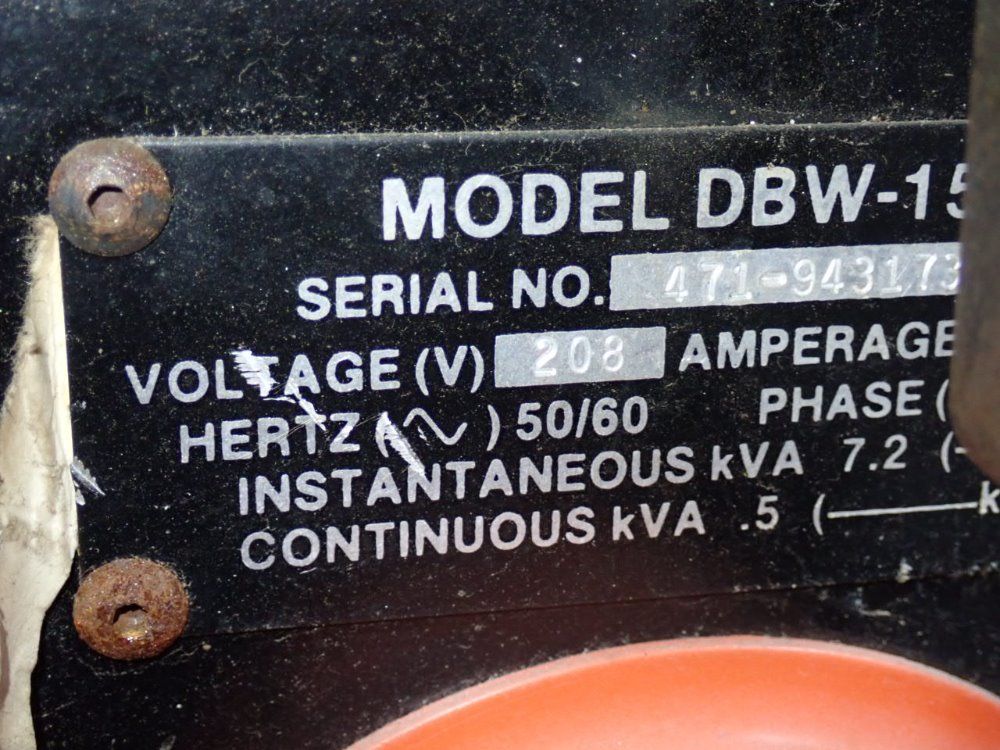 MODEL DBW-15
SERIAL NO. 471-943173
VOLTAGE (V) 208 AMPERAGE
HERTZ (∿) 50/60 PHASE (
INSTANTANEOUS kVA 7.2 (-
CONTINUOUS kVA .5 (———k